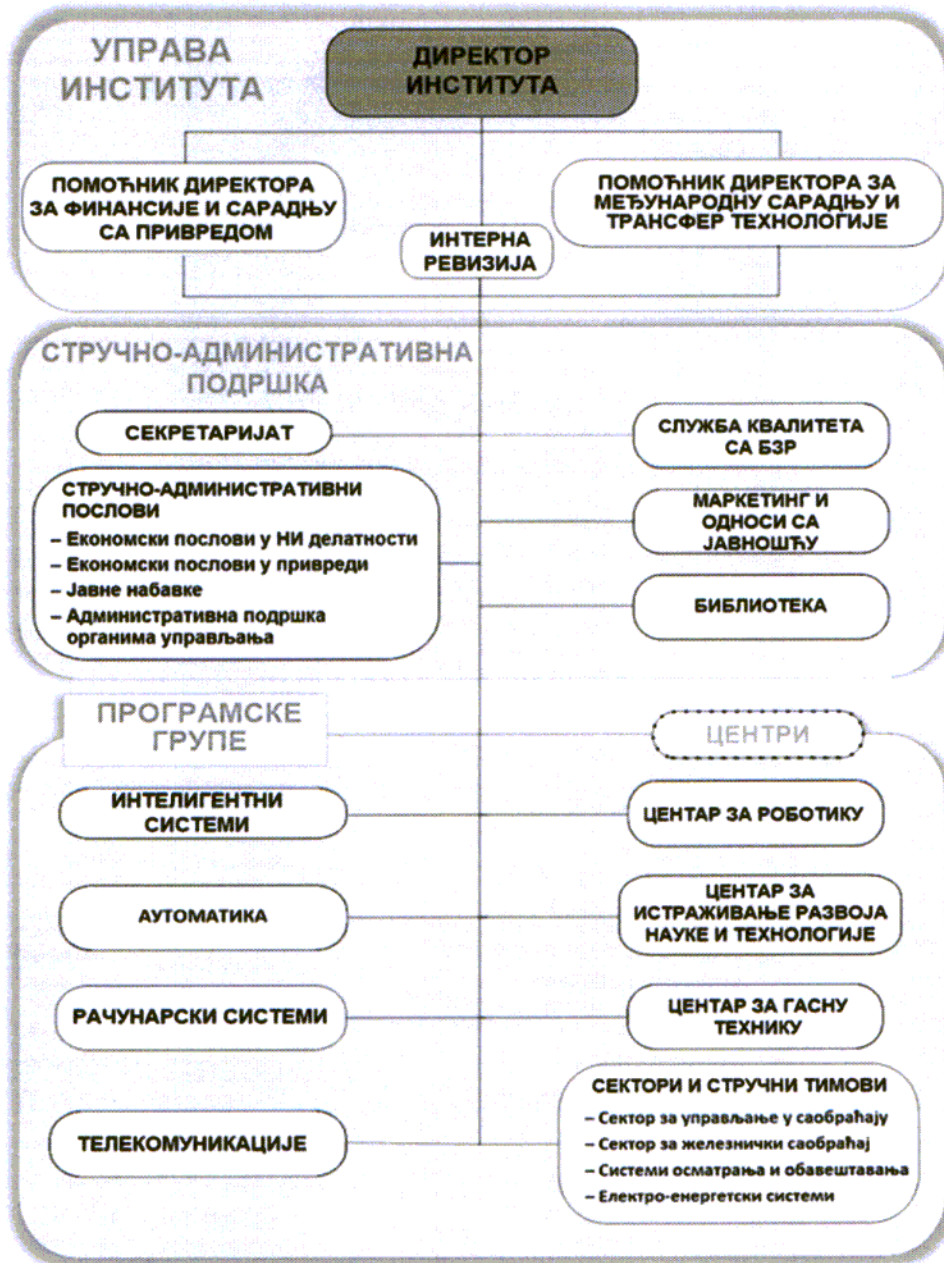 УПРАВА
ИНСТИТУТА
ДИРЕКТОР
ИНСТИТУТА
ПОМОЋНИК ДИРЕКТОРА
ЗА ФИНАНСИЈЕ И САРАДЊУ
СА ПРИВРЕДОМ
ИНТЕРНА
РЕВИЗИЈА
ПОМОЋНИК ДИРЕКТОРА ЗА
МЕЂУНАРОДНУ САРАДЊУ И
ТРАНСФЕР ТЕХНОЛОГИЈЕ
СТРУЧНО-АДМИНИСТРАТИВНА
ПОДРШКА
СЕКРЕТАРИЈАТ
СТРУЧНО-АДМИНИСТРАТИВНИ
ПОСЛОВИ
– Економски послови у НИ делатности
– Економски послови у привреди
– Јавне набавке
– Административна подршка
органима управљања
СЛУЖБА КВАЛИТЕТА
СА БЗР
МАРКЕТИНГ И
ОДНОСИ СА
ЈАВНОШЋУ
БИБЛИОТЕКА
ПРОГРАМСКЕ
ГРУПЕ
ИНТЕЛИГЕНТНИ
СИСТЕМИ
АУТОМАТИКА
РАЧУНАРСКИ СИСТЕМИ
ТЕЛЕКОМУНИКАЦИЈЕ
ЦЕНТРИ
ЦЕНТАР ЗА РОБОТИКУ
ЦЕНТАР ЗА
ИСТРАЖИВАЊЕ РАЗВОЈА
НАУКЕ И ТЕХНОЛОГИЈЕ
ЦЕНТАР ЗА ГАСНУ
ТЕХНИКУ
СЕКТОРИ И СТРУЧНИ ТИМОВИ
– Сектор за управљање у саобраћају
– Сектор за железнички саобраћај
– Системи осматрања и обавештавања
– Електро-енергетски системи